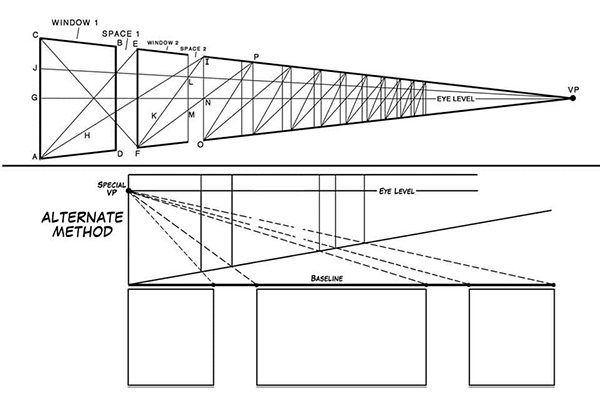 WINDOW 1
SPACE 1
WINDOW 2
SPACE 2
C
B
E
I
P
J
L
VP
G
N
EYE LEVEL
K
M
H
A
D
F
O
SPECIAL
VP
EYE LEVEL
ALTERNATE
METHOD
BASELINE